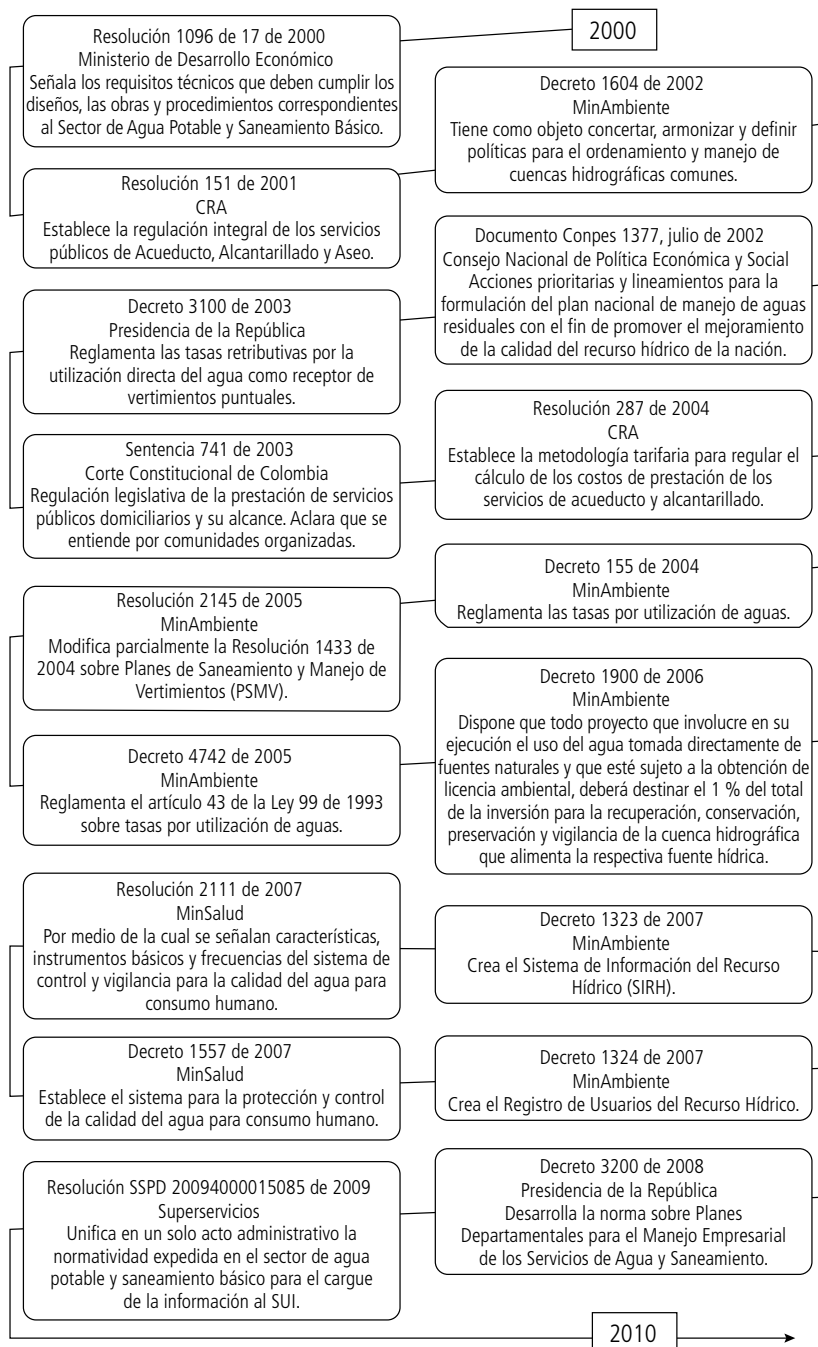 2000
Resolución 1096 de 17 de 2000
Ministerio de Desarrollo Económico
Señala los requisitos técnicos que deben cumplir los
diseños, las obras y procedimientos correspondientes
al Sector de Agua Potable y Saneamiento Básico.
Resolución 151 de 2001
CRA
Establece la regulación integral de los servicios
públicos de Acueducto, Alcantarillado y Aseo.
Decreto 1604 de 2002
MinAmbiente
Tiene como objeto concertar, armonizar y definir
políticas para el ordenamiento y manejo de
cuencas hidrográficas comunes.
Documento Conpes 1377, julio de 2002
Consejo Nacional de Política Económica y Social
Acciones prioritarias y lineamientos para la
formulación del plan nacional de manejo de aguas
residuales con el fin de promover el mejoramiento
de la calidad del recurso hídrico de la nación.
Decreto 3100 de 2003
Presidencia de la República
Reglamenta las tasas retributivas por la
utilización directa del agua como receptor de
vertimientos puntuales.
Sentencia 741 de 2003
Corte Constitucional de Colombia
Regulación legislativa de la prestación de servicios
públicos domiciliarios y su alcance. Aclara que se
entiende por comunidades organizadas.
Resolución 287 de 2004
CRA
Establece la metodología tarifaria para regular el
cálculo de los costos de prestación de los
servicios de acueducto y alcantarillado.
Decreto 155 de 2004
MinAmbiente
Reglamenta las tasas por utilización de aguas.
Resolución 2145 de 2005
MinAmbiente
Modifica parcialmente la Resolución 1433 de
2004 sobre Planes de Saneamiento y Manejo de
Vertimientos (PSMV).
Decreto 4742 de 2005
MinAmbiente
Reglamenta el artículo 43 de la Ley 99 de 1993
sobre tasas por utilización de aguas.
Decreto 1900 de 2006
MinAmbiente
Dispone que todo proyecto que involucre en su
ejecución el uso del agua tomada directamente de
fuentes naturales y que esté sujeto a la obtención de
licencia ambiental, deberá destinar el 1 % del total
de la inversión para la recuperación, conservación,
preservación y vigilancia de la cuenca hidrográfica
que alimenta la respectiva fuente hídrica.
Resolución 2111 de 2007
MinSalud
Por medio de la cual se señalan características,
instrumentos básicos y frecuencias del sistema de
control y vigilancia para la calidad del agua para
consumo humano.
Decreto 1323 de 2007
MinAmbiente
Crea el Sistema de Información del Recurso
Hídrico (SIRH).
Decreto 1557 de 2007
MinSalud
Establece el sistema para la protección y control
de la calidad del agua para consumo humano.
Decreto 1324 de 2007
MinAmbiente
Crea el Registro de Usuarios del Recurso Hídrico.
Resolución SSPD 20094000015085 de 2009
Superservicios
Unifica en un solo acto administrativo la
normatividad expedida en el sector de agua
potable y saneamiento básico para el cargue
de la información al SUI.
Decreto 3200 de 2008
Presidencia de la República
Desarrolla la norma sobre Planes
Departamentales para el Manejo Empresarial
de los Servicios de Agua y Saneamiento.
2010